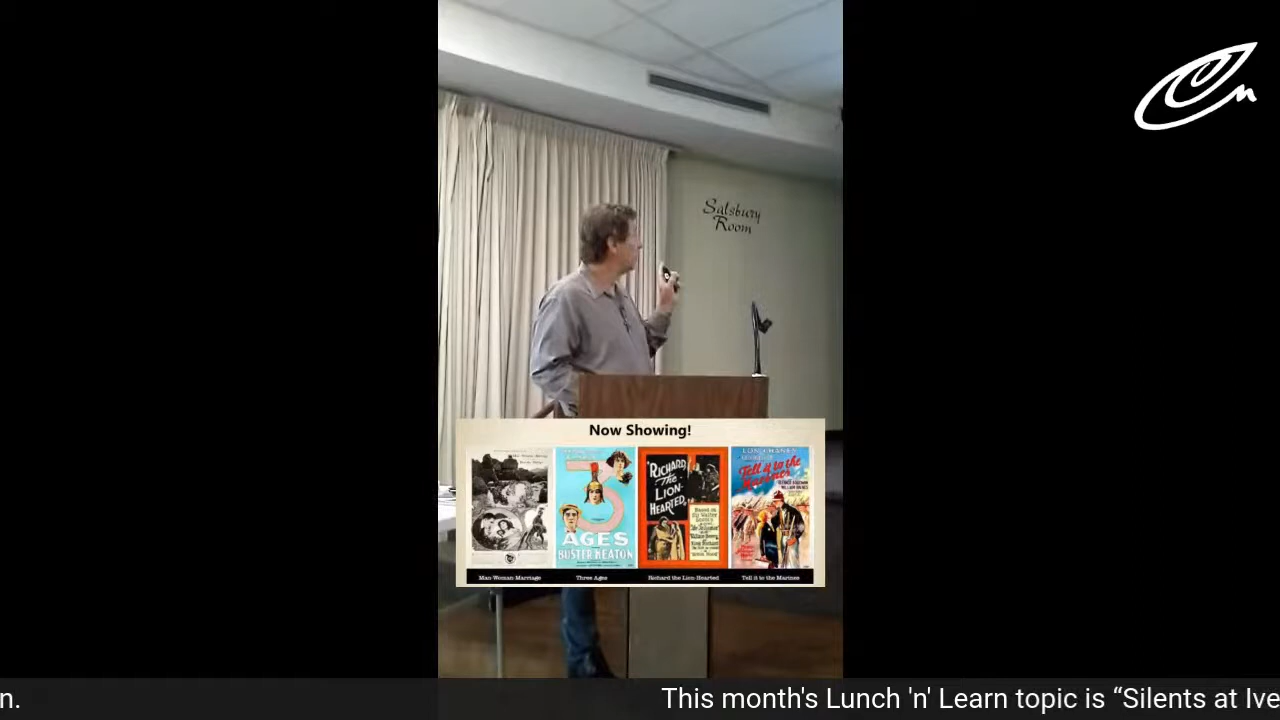 Salsbury
Room
Now Showing!
3
AGES
BUSTER KEATON
RICHARD
The
LION-
HEARTED
LON CHANEY
Tell it to the
Marines
Man-Woman-Marriage
Three Ages
Richard the Lion-Hearted
Tell it to the Marines
n.
This month's Lunch 'n' Learn topic is “Silents at Ive